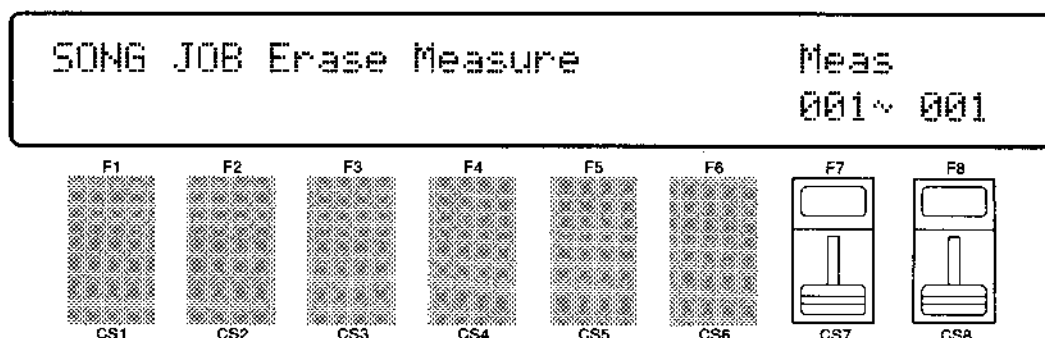 SONG JOB Erase Measure Meas
001~ 001
F1 F2 F3 F4 F5 F6 F7 F8
CS1 CS2 CS3 CS4 CS5 CS6 CS7 CS8